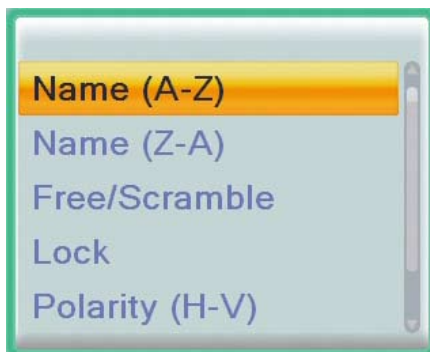 Name (A-Z)
Name (Z-A)
Free/Scramble
Lock
Polarity (H-V)